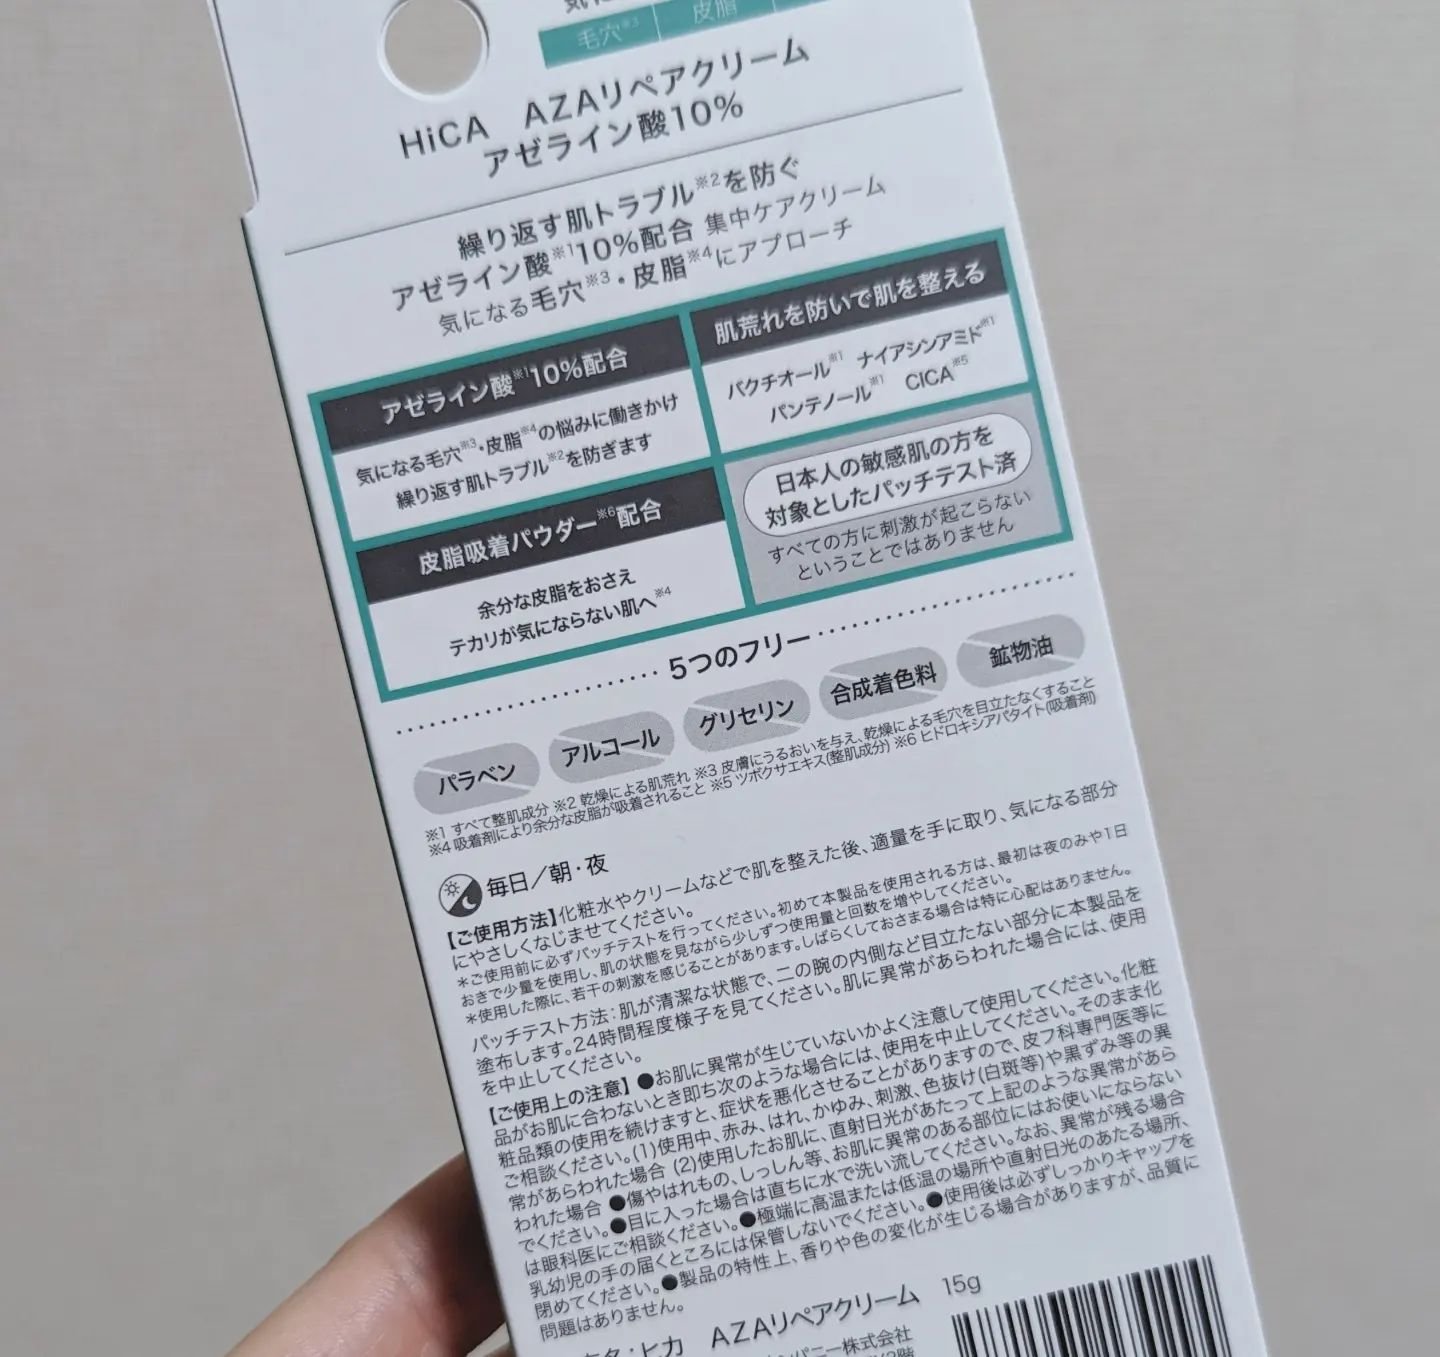 毛穴※3 皮脂
HiCA AZAリペアクリーム
アゼライン酸10%
繰り返す肌トラブル※2を防ぐ
アゼライン酸※110%配合 集中ケアクリーム
気になる毛穴※3・皮脂※4にアプローチ
アゼライン酸※110%配合
気になる毛穴※3・皮脂※4の悩みに働きかけ
繰り返す肌トラブル※2を防ぎます
肌荒れを防いで肌を整える
バクチオール※1 ナイアシンアミド※1
パンテノール※1 CICA※5
皮脂吸着パウダー※6配合
余分な皮脂をおさえ
テカリが気にならない肌へ※4
日本人の敏感肌の方を
対象としたパッチテスト済
すべての方に刺激が起こらない
ということではありません
5つのフリー
パラベン アルコール グリセリン 合成着色料 鉱物油
※1 すべて整肌成分 ※2 乾燥による肌荒れ ※3 皮膚にうるおいを与え、乾燥による毛穴を目立たなくすること
※4 吸着剤により余分な皮脂が吸着されること ※5 ツボクサエキス(整肌成分) ※6 ヒドロキシアパタイト(吸着剤)
毎日/朝・夜
【ご使用方法】化粧水やクリームなどで肌を整えた後、適量を手に取り、気になる部分
にやさしくなじませてください。
*ご使用前に必ずパッチテストを行ってください。初めて本製品を使用される方は、最初は夜のみや1日
おきで少量を使用し、肌の状態を見ながら少しずつ使用量と回数を増やしてください。
*使用した際に、若干の刺激を感じることがあります。しばらくしておさまる場合は特に心配はありません。
パッチテスト方法:肌が清潔な状態で、二の腕の内側など目立たない部分に本製品を
塗布します。24時間程度様子を見てください。肌に異常があらわれた場合には、使用
を中止してください。
【ご使用上の注意】●お肌に異常が生じていないかよく注意して使用してください。化粧
品がお肌に合わないとき即ち次のような場合には、使用を中止してください。そのまま化
粧品類の使用を続けますと、症状を悪化させることがありますので、皮フ科専門医等に
ご相談ください。(1)使用中、赤み、はれ、かゆみ、刺激、色抜け(白斑等)や黒ずみ等の異
常があらわれた場合 (2)使用したお肌に、直射日光があたって上記のような異常があら
われた場合 ●傷やはれもの、しっしん等、お肌に異常のある部位にはお使いにならない
でください。●目に入った場合は直ちに水で洗い流してください。なお、異常が残る場合
は眼科医にご相談ください。●極端に高温または低温の場所や直射日光のあたる場所、
乳幼児の手の届くところには保管しないでください。●使用後は必ずしっかりキャップを
閉めてください。●製品の特性上、香りや色の変化が生じる場合がありますが、品質に
問題はありません。
ヒカ AZAリペアクリーム 15g
株式会社